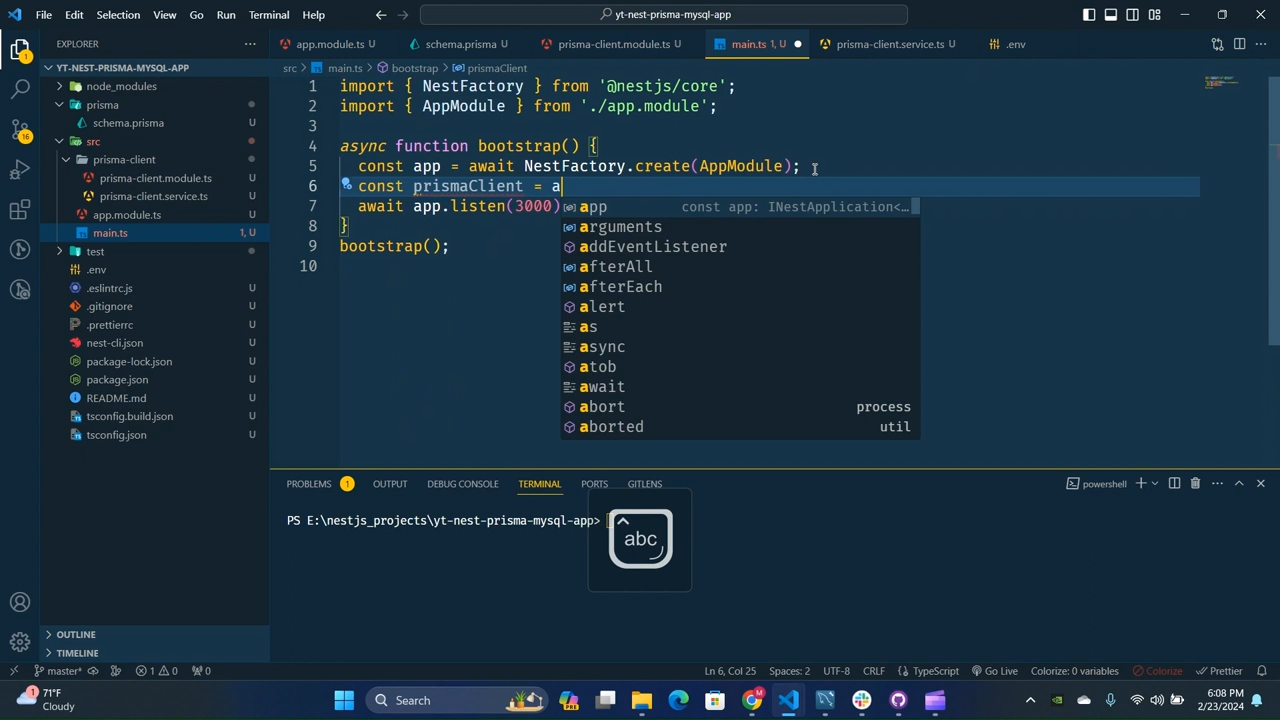 File Edit Selection View Go Run Terminal Help
yt-nest-prisma-mysql-app
EXPLORER
app.module.ts U
schema.prisma U
prisma-client.module.ts U
main.ts 1, U
prisma-client.service.ts U
.env
YT-NEST-PRISMA-MYSQL-APP
node_modules
prisma
schema.prisma U
src
prisma-client
prisma-client.module.ts U
prisma-client.service.ts U
app.module.ts U
main.ts 1, U
test
.env U
.eslintrc.js U
.gitignore U
.prettierrc U
nest-cli.json U
package-lock.json U
package.json U
README.md U
tsconfig.build.json U
tsconfig.json U
OUTLINE
TIMELINE
src > main.ts > bootstrap > prismaClient
1 import { NestFactory } from '@nestjs/core';
2 import { AppModule } from './app.module';
3
4 async function bootstrap() {
5 const app = await NestFactory.create(AppModule);
6 const prismaClient = a
7 await app.listen(3000)
8 }
9 bootstrap();
10
app const app: INestApplication<…
arguments
addEventListener
afterAll
afterEach
alert
as
async
atob
await
abort process
aborted util
PROBLEMS 1 OUTPUT DEBUG CONSOLE TERMINAL PORTS GITLENS
powershell
PS E:\nestjs_projects\yt-nest-prisma-mysql-app>
abc
16
1
master* 1 0 0
Ln 6, Col 25 Spaces: 2 UTF-8 CRLF TypeScript Go Live Colorize: 0 variables Colorize Prettier
1
71°F
Cloudy
Search
PRE
6:08 PM
2/23/2024